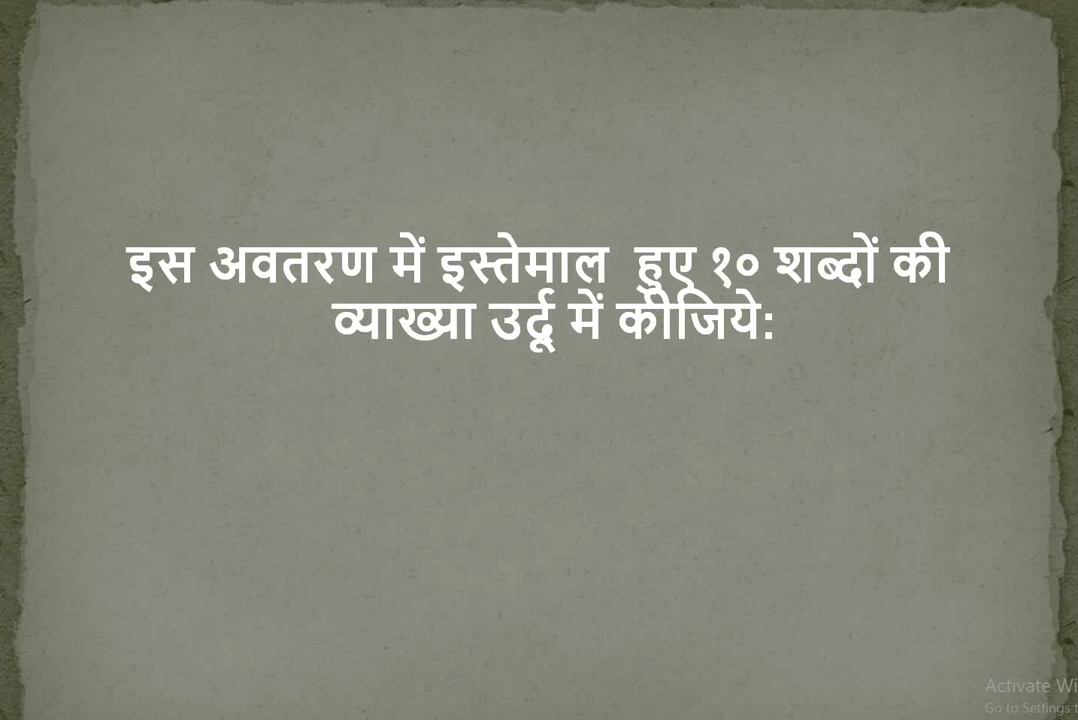 इस अवतरण में इस्तेमाल  हुए १० शब्दों की
व्याख्या उर्दू में कीजिये:
Activate Wi
Go to Settings t